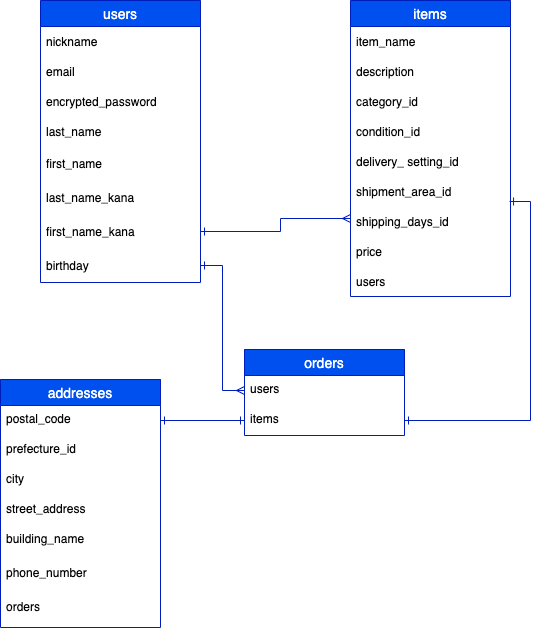 users
nickname
email
encrypted_password
last_name
first_name
last_name_kana
first_name_kana
birthday
items
item_name
description
category_id
condition_id
delivery_ setting_id
shipment_area_id
shipping_days_id
price
users
orders
users
items
addresses
postal_code
prefecture_id
city
street_address
building_name
phone_number
orders